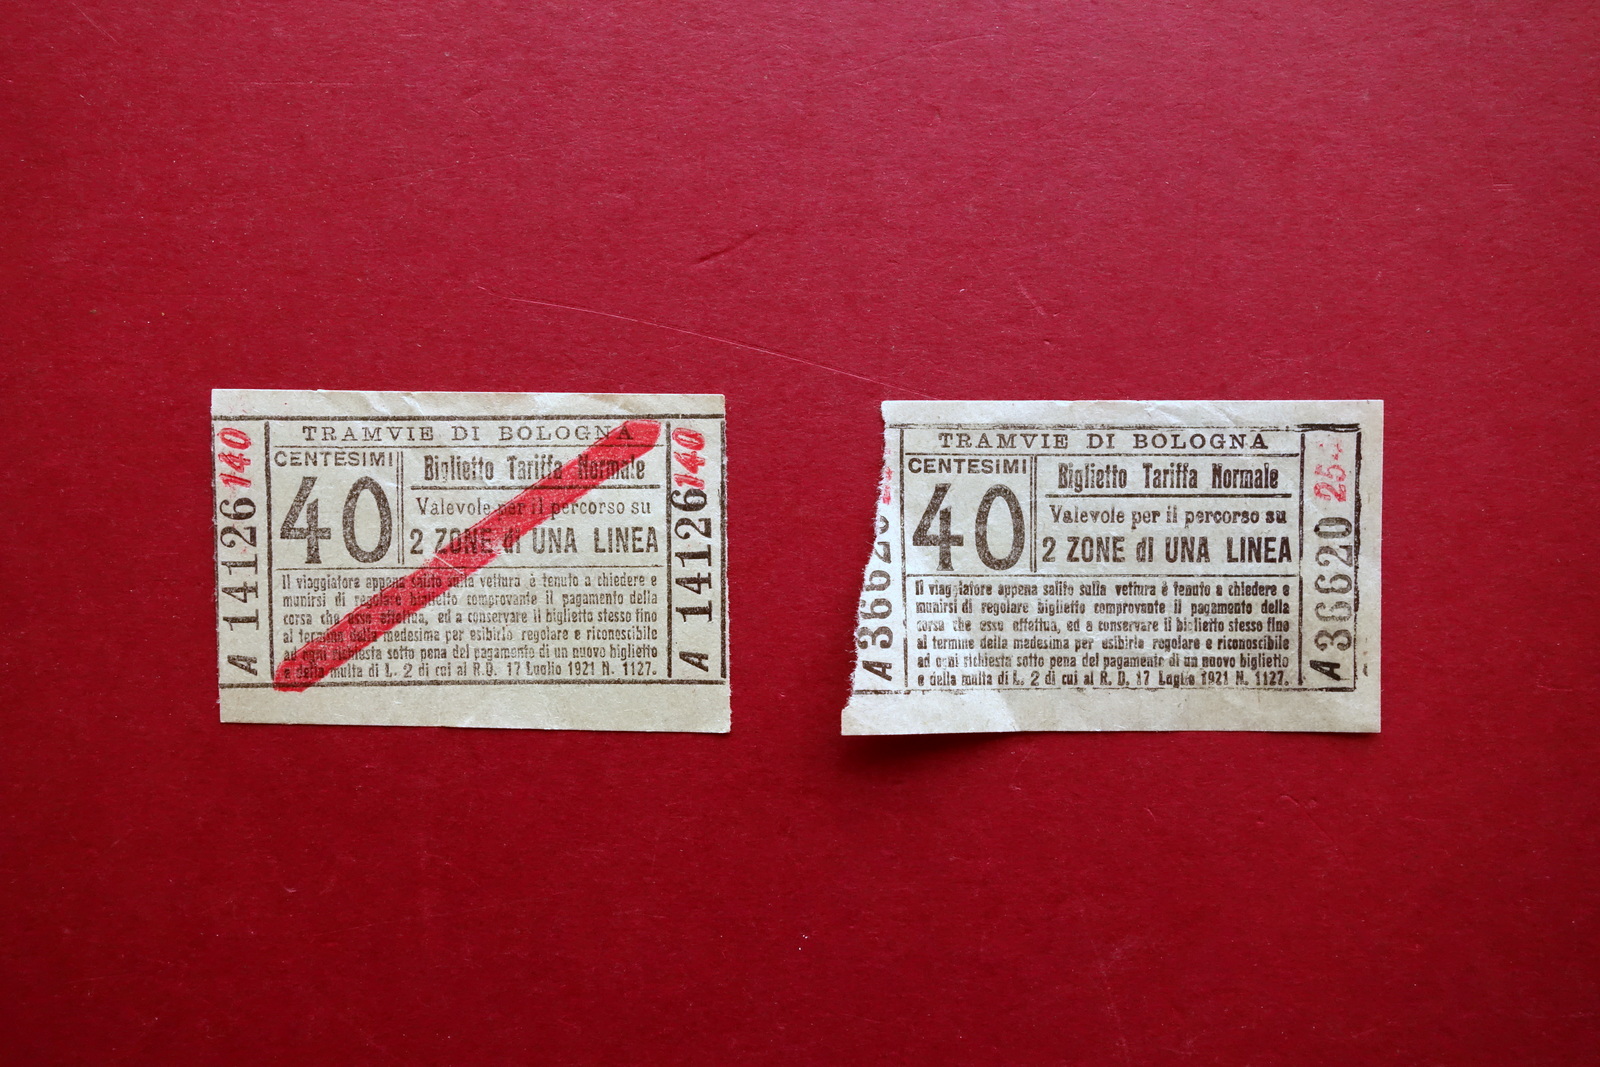 TRAMVIE DI BOLOGNA
CENTESIMI
40
Biglietto Tariffa Normale
Valevole per il percorso su
2 ZONE di UNA LINEA
Il viaggiatore appena salito sulla vettura è tenuto a chiedere e
munirsi di regolare biglietto comprovante il pagamento della
corsa che esso effettua, ed a conservare il biglietto stesso fino
al termine della medesima per esibirlo regolare e riconoscibile
ad ogni richiesta sotto pena del pagamento di un nuovo biglietto
e della multa di L. 2 di cui al R.D. 17 Luglio 1921 N. 1127.
A 14126 140
A 14126 140
TRAMVIE DI BOLOGNA
CENTESIMI
40
Biglietto Tariffa Normale
Valevole per il percorso su
2 ZONE di UNA LINEA
Il viaggiatore appena salito sulla vettura è tenuto a chiedere e
munirsi di regolare biglietto comprovante il pagamento della
corsa che esso effettua, ed a conservare il biglietto stesso fino
al termine della medesima per esibirlo regolare e riconoscibile
ad ogni richiesta sotto pena del pagamento di un nuovo biglietto
e della multa di L. 2 di cui al R. D. 17 Luglio 1921 N. 1127.
A 36620
A 36620